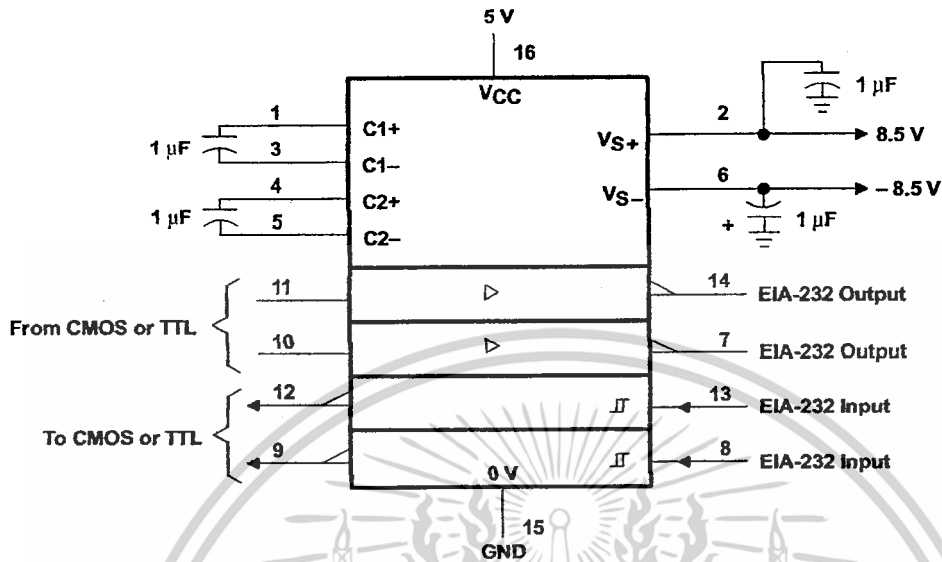 5 V
16
VCC
1
C1+
1 µF
3
C1–
4
C2+
1 µF
5
C2–
2
VS+
1 µF
8.5 V
6
VS–
– 8.5 V
+
1 µF
From CMOS or TTL
11
14
EIA-232 Output
10
7
EIA-232 Output
To CMOS or TTL
12
13
EIA-232 Input
9
8
EIA-232 Input
0 V
15
GND